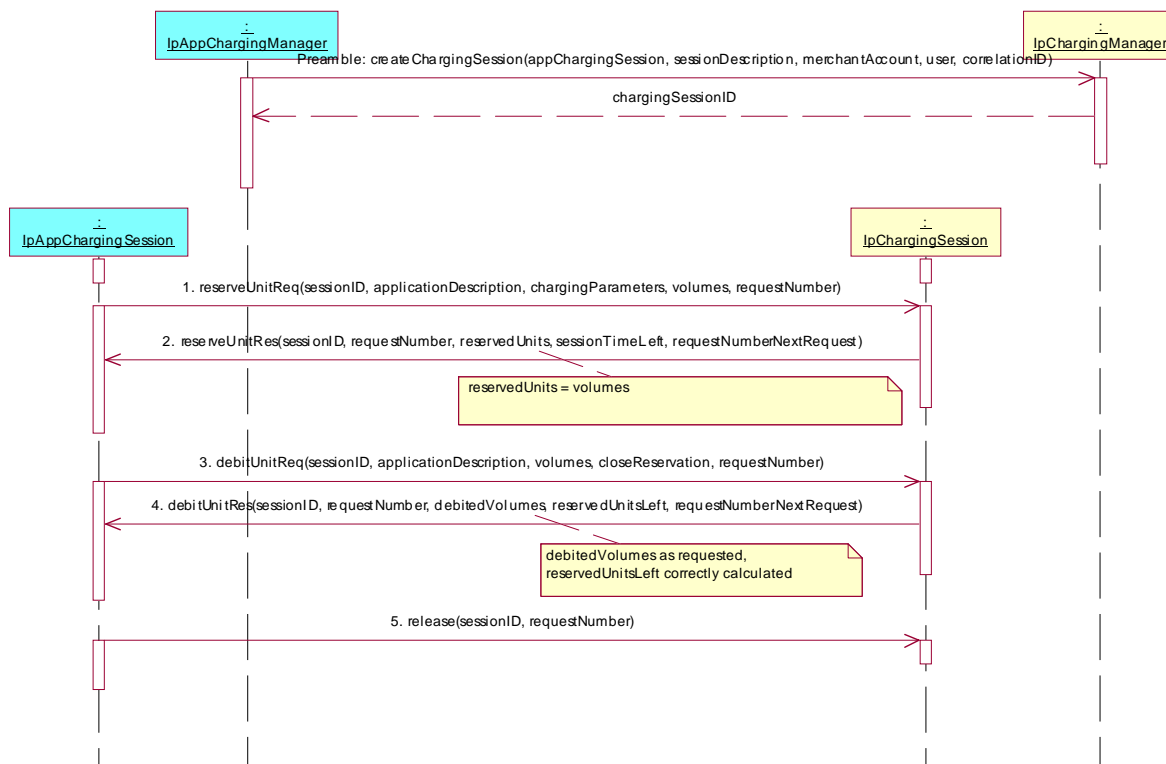 :
IpAppChargingManager
:
IpChargingManager
Preamble: createChargingSession(appChargingSession, sessionDescription, merchantAccount, user, correlationID)
chargingSessionID
:
IpAppChargingSession
:
IpChargingSession
1. reserveUnitReq(sessionID, applicationDescription, chargingParameters, volumes, requestNumber)
2. reserveUnitRes(sessionID, requestNumber, reservedUnits, sessionTimeLeft, requestNumberNextRequest)
reservedUnits = volumes
3. debitUnitReq(sessionID, applicationDescription, volumes, closeReservation, requestNumber)
4. debitUnitRes(sessionID, requestNumber, debitedVolumes, reservedUnitsLeft, requestNumberNextRequest)
debitedVolumes as requested,
reservedUnitsLeft correctly calculated
5. release(sessionID, requestNumber)